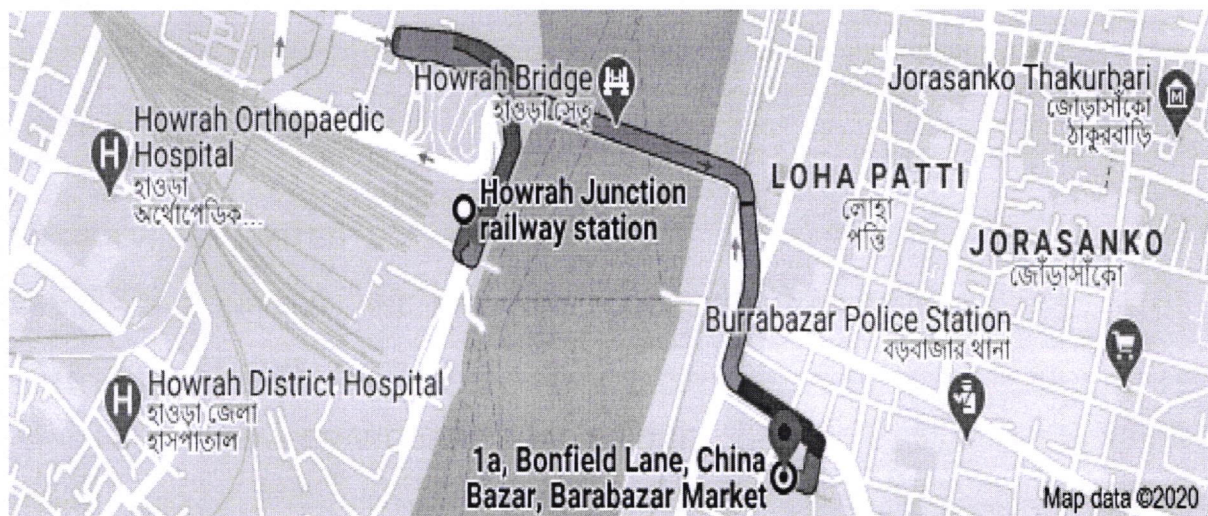 Howrah Bridge
হাওড়া সেতু
Jorasanko Thakurbari
জোড়াসাঁকো
ঠাকুরবাড়ি
Howrah Orthopaedic
Hospital
হাওড়া
অর্থোপেডিক...
Howrah Junction
railway station
LOHA PATTI
লোহা
পত্তি
JORASANKO
জোঁড়াসাঁকো
Burrabazar Police Station
বড়বাজার থানা
Howrah District Hospital
হাওড়া জেলা
হাসপাতাল
1a, Bonfield Lane, China
Bazar, Barabazar Market
Map data ©2020
H
H
M